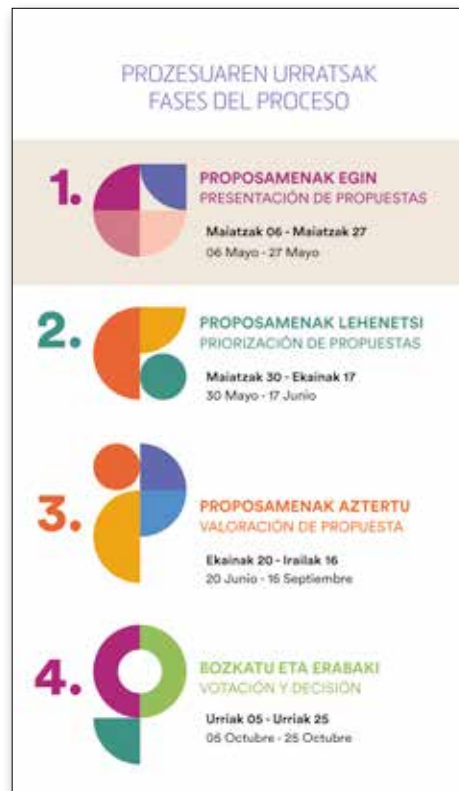 PROZESUAREN URRATSAK
FASES DEL PROCESO
1.
PROPOSAMENAK EGIN
PRESENTACIÓN DE PROPUESTAS
Maiatzak 06 - Maiatzak 27
06 Mayo - 27 Mayo
2.
PROPOSAMENAK LEHENETSI
PRIORIZACIÓN DE PROPUESTAS
Maiatzak 30 - Ekainak 17
30 Mayo - 17 Junio
3.
PROPOSAMENAK AZTERTU
VALORACIÓN DE PROPUESTA
Ekainak 20 - Irailak 16
20 Junio - 16 Septiembre
4.
BOZKATU ETA ERABAKI
VOTACIÓN Y DECISIÓN
Urriak 05 - Urriak 25
05 Octubre - 25 Octubre